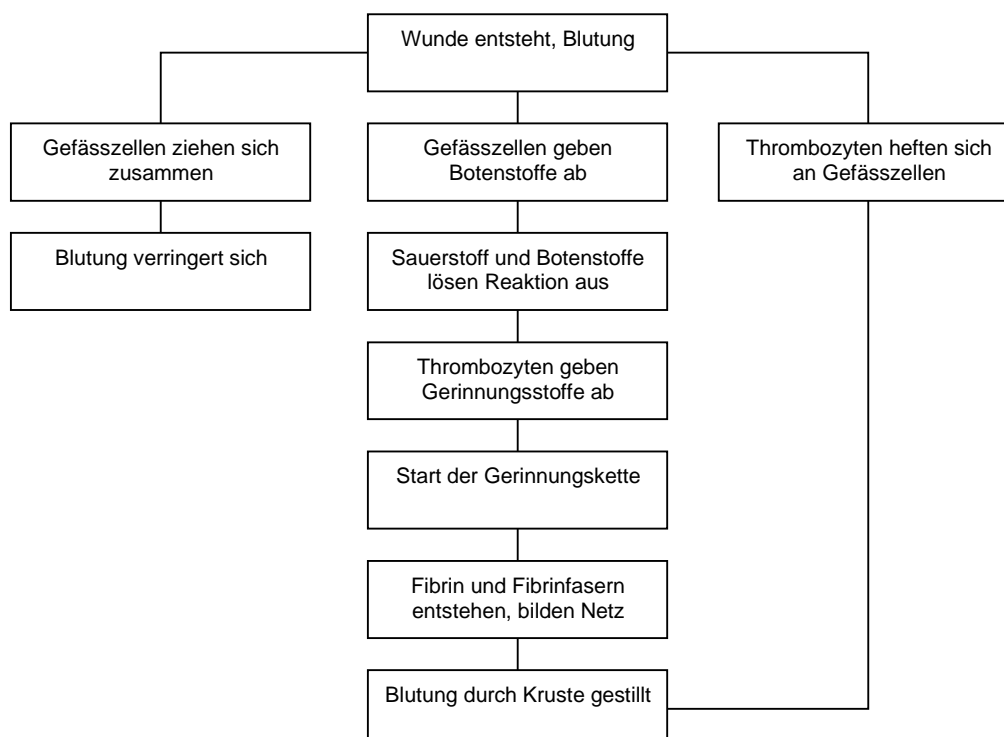 Wunde entsteht, Blutung
Gefässzellen ziehen sich
zusammen
Gefässzellen geben
Botenstoffe ab
Thrombozyten heften sich
an Gefässzellen
Blutung verringert sich
Sauerstoff und Botenstoffe
lösen Reaktion aus
Thrombozyten geben
Gerinnungsstoffe ab
Start der Gerinnungskette
Fibrin und Fibrinfasern
entstehen, bilden Netz
Blutung durch Kruste gestillt